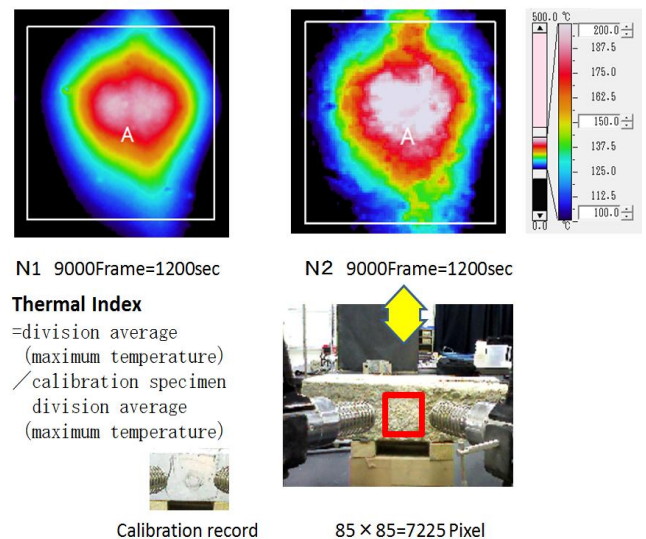 A
A
500.0 ℃
200.0
187.5
175.0
162.5
150.0
137.5
125.0
112.5
100.0
0.0 ℃
N1 9000Frame=1200sec
N2 9000Frame=1200sec
Thermal Index
=division average
(maximum temperature)
／calibration specimen
division average
(maximum temperature)
Calibration record
85×85=7225 Pixel